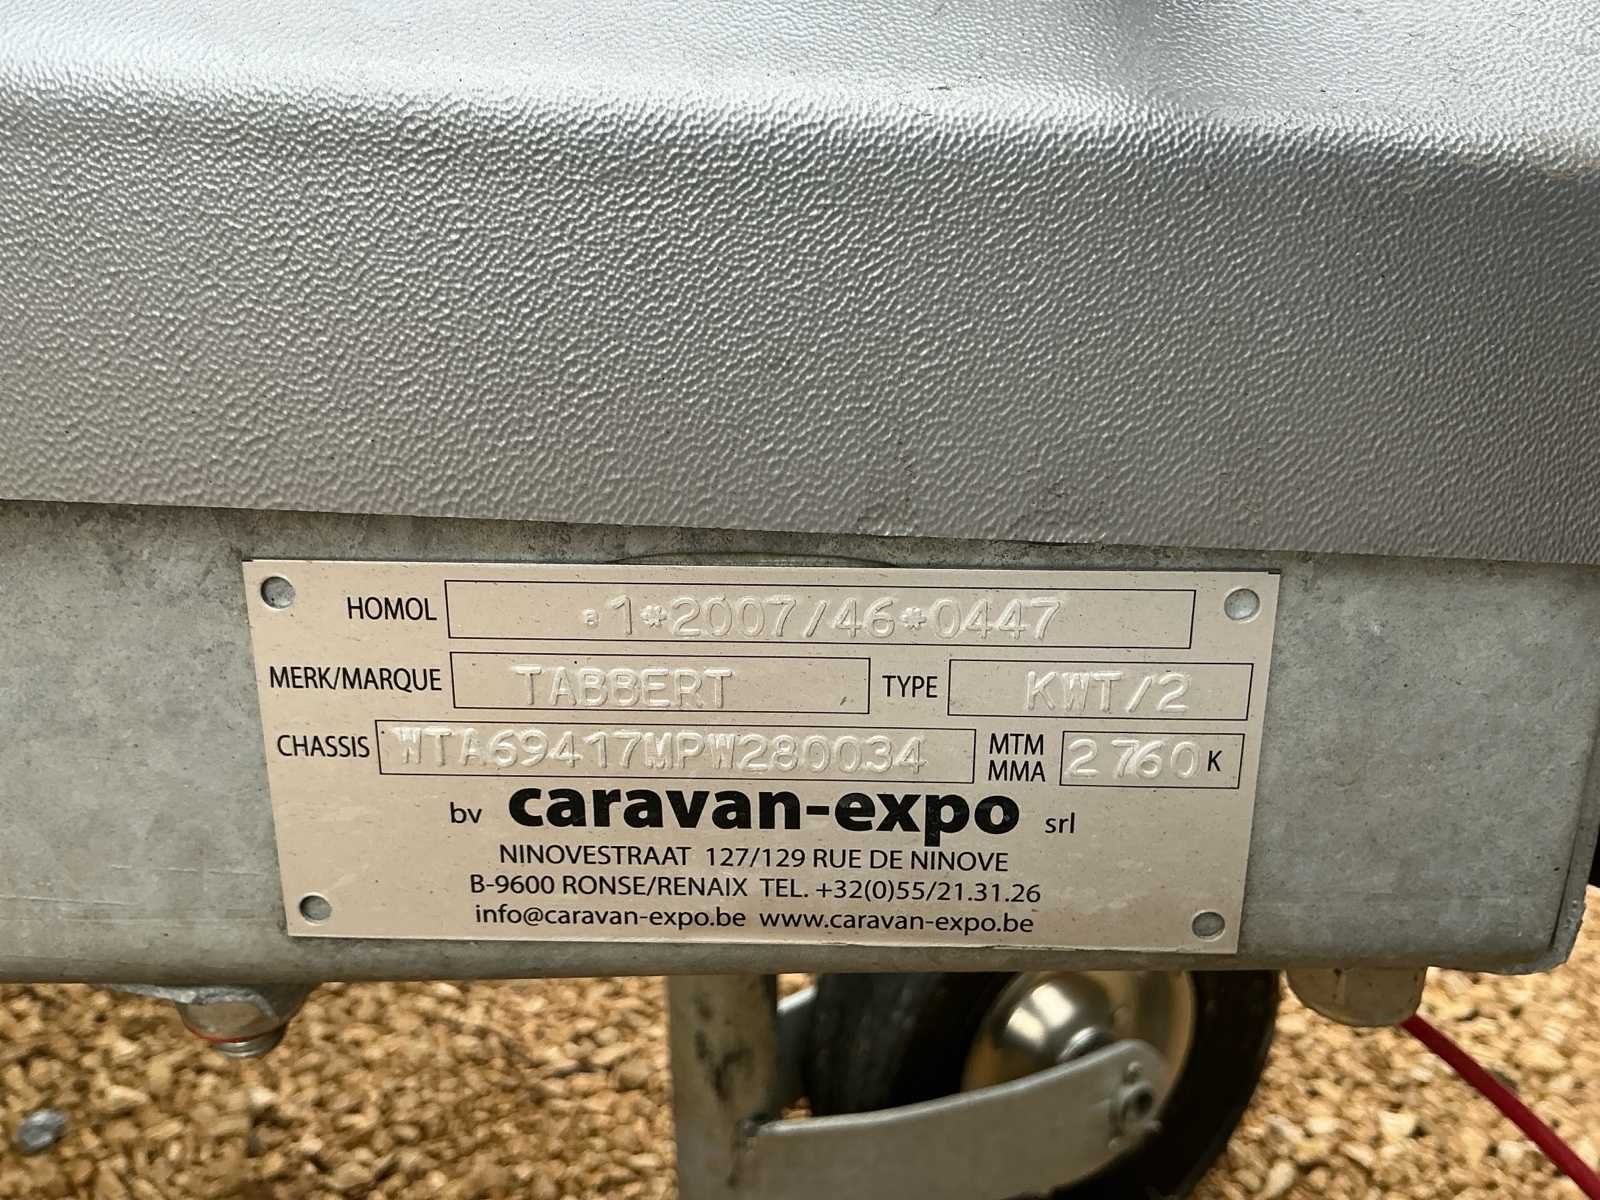 HOMOL a1*2007/46*0447
MERK/MARQUE TABBERT TYPE KWT/2
CHASSIS WTA69417MPW280034 MTM MMA 2760 K
bv caravan-expo srl
NINOVESTRAAT 127/129 RUE DE NINOVE
B-9600 RONSE/RENAIX TEL. +32(0)55/21.31.26
info@caravan-expo.be www.caravan-expo.be